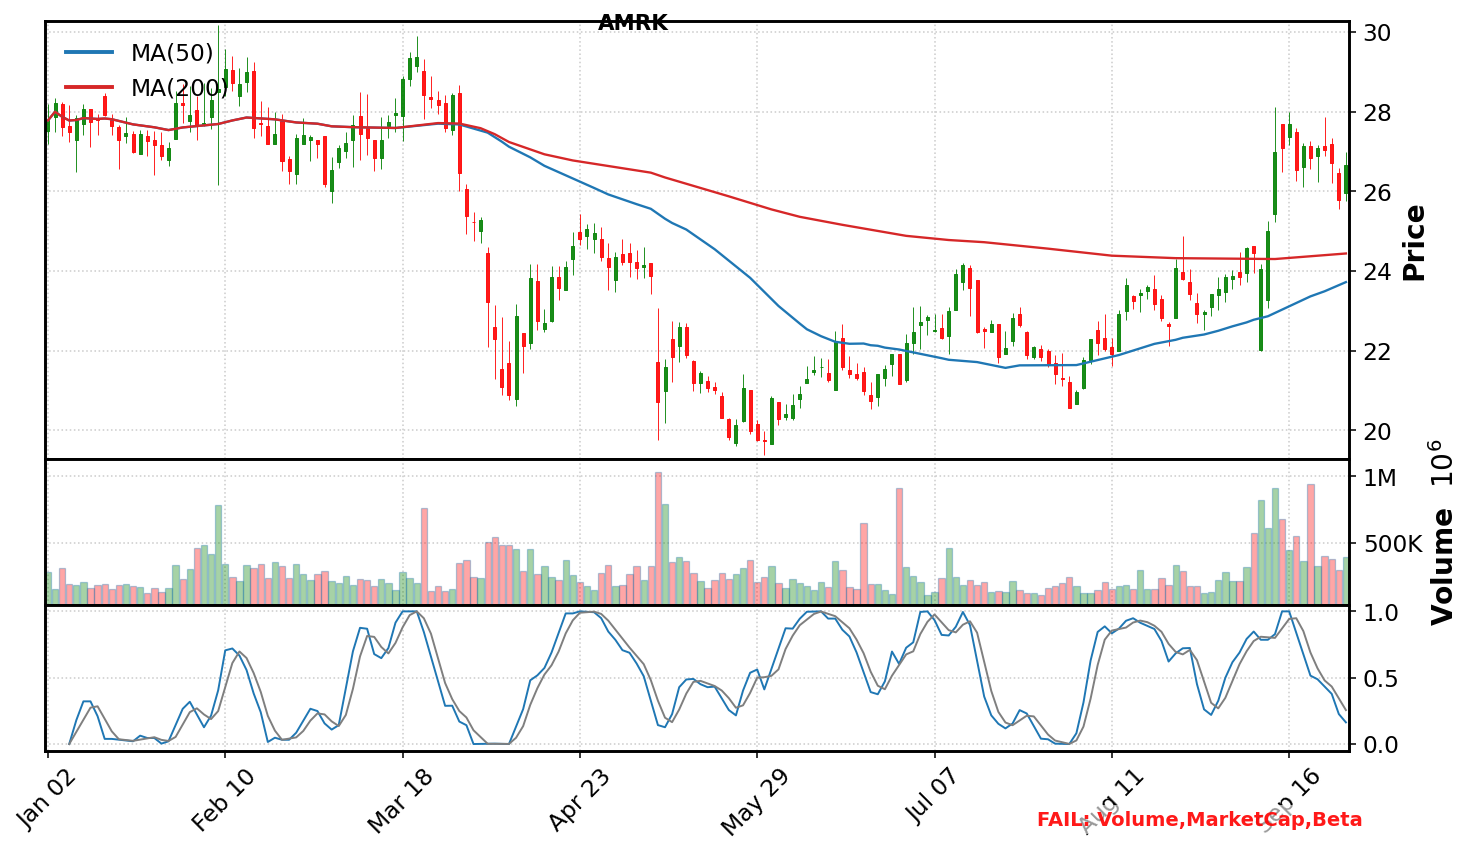 AMRK
MA(50)
MA(200)
30
28
26
24
22
20
Price
1M
500K
Volume 10^6
1.0
0.5
0.0
Jan 02
Feb 10
Mar 18
Apr 23
May 29
Jul 07
Aug 11
Sep 16
FAIL: Volume,MarketCap,Beta